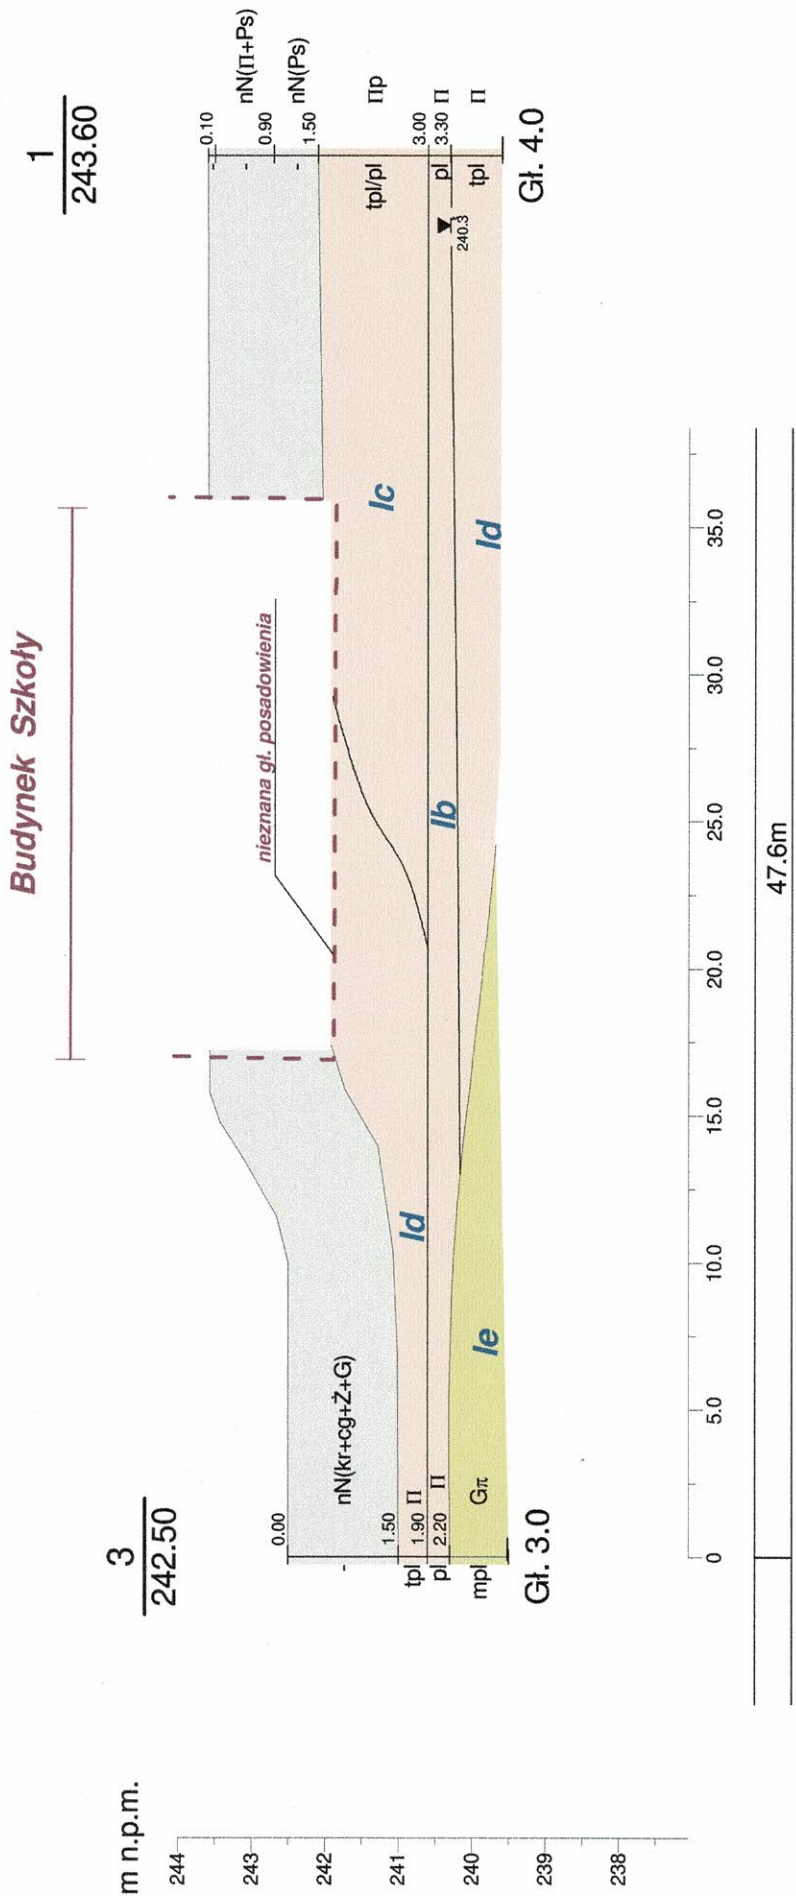 Budynek Szkoły
nieznana gł. posadowienia
m n.p.m.
244
243
242
241
240
239
238
3
242.50
0.00
nN(kr+cg+Ż+G)
-
1.50
tpl 1.90 Π
pl 2.20 Π
mpl Gπ
Gł. 3.0
Id
Ie
Ib
Ic
Id
1
243.60
0.10
-
- nN(Π+Ps)
0.90
- nN(Ps)
1.50
tpl/pl Πp
3.00
pl 3.30 Π
240.3
tpl Π
Gł. 4.0
0 5.0 10.0 15.0 20.0 25.0 30.0 35.0
47.6m